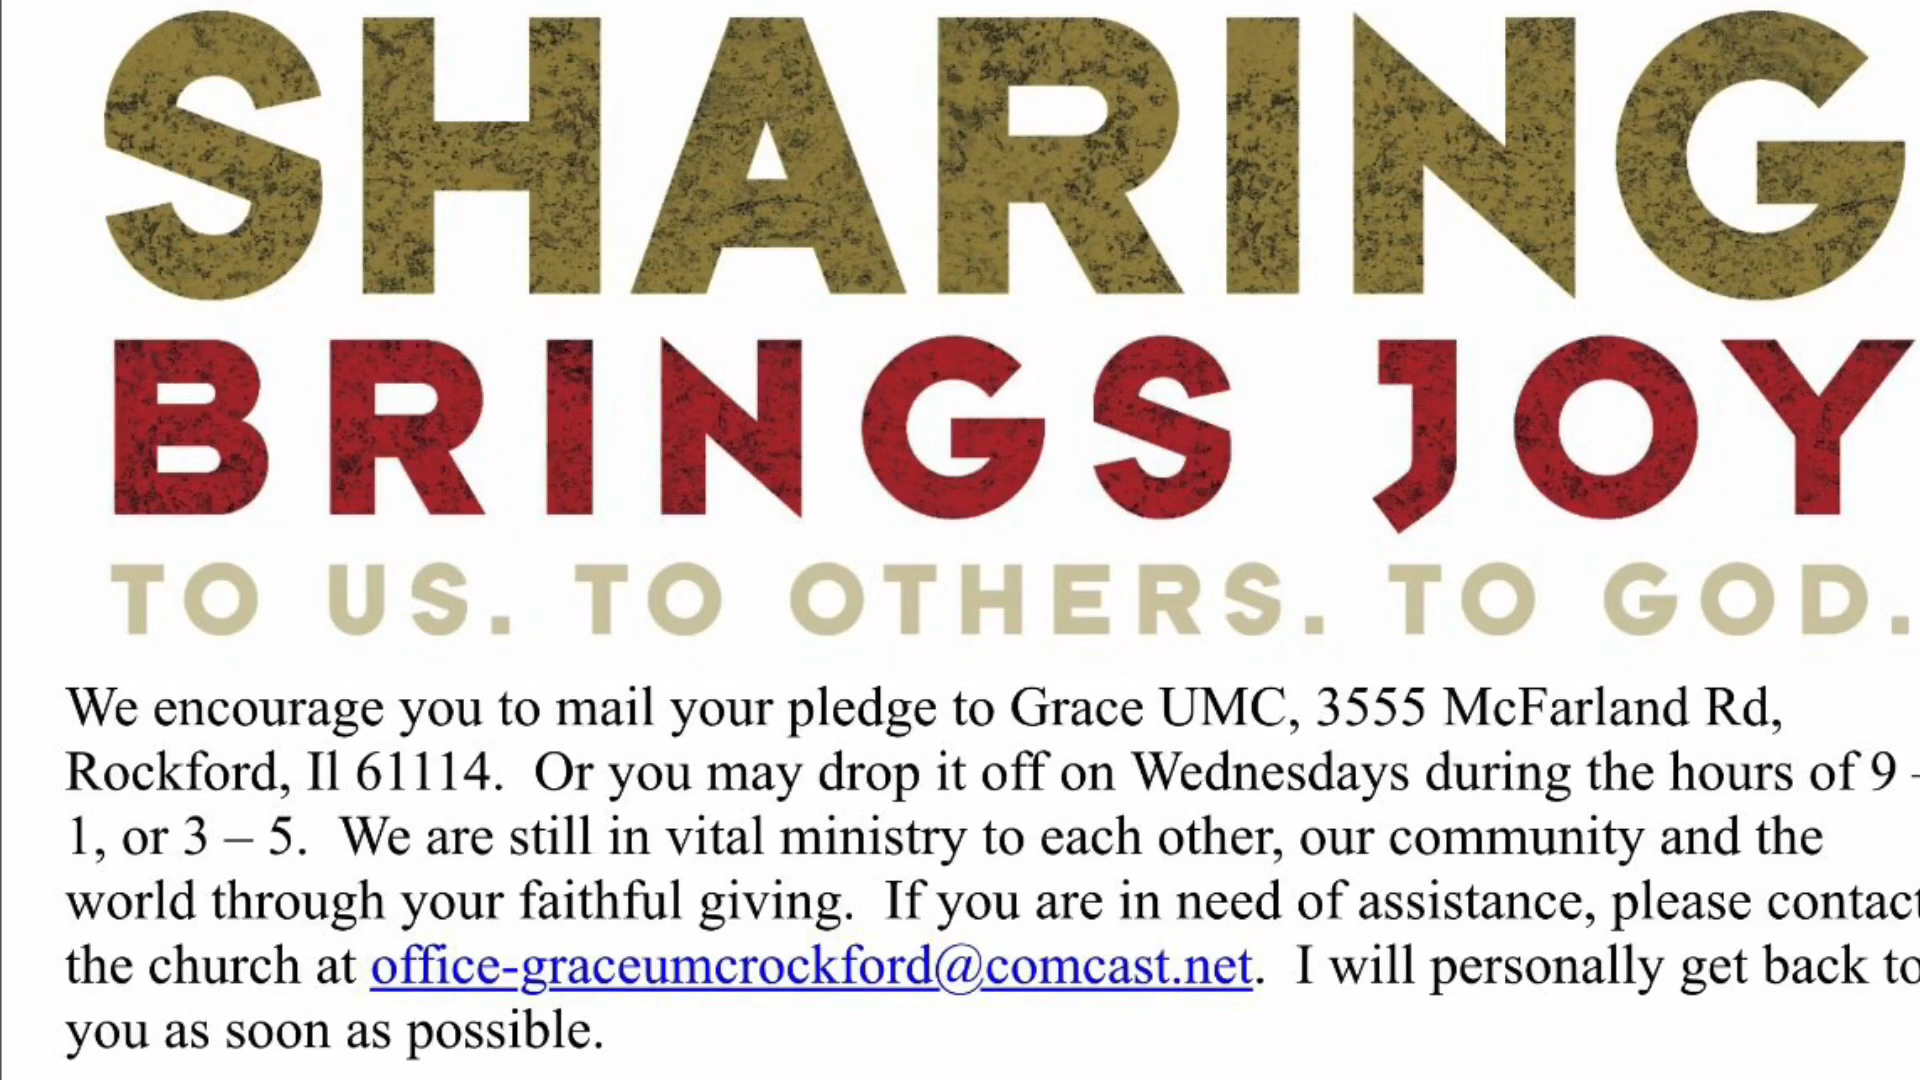 SHARING
BRINGS JOY
TO US. TO OTHERS. TO GOD.
We encourage you to mail your pledge to Grace UMC, 3555 McFarland Rd,
Rockford, Il 61114.  Or you may drop it off on Wednesdays during the hours of 9 –
1, or 3 – 5.  We are still in vital ministry to each other, our community and the
world through your faithful giving.  If you are in need of assistance, please contact
the church at office-graceumcrockford@comcast.net.  I will personally get back to
you as soon as possible.